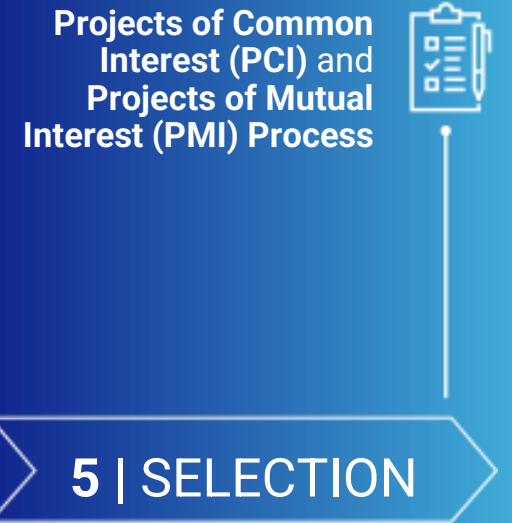 Projects of Common
Interest (PCI) and
Projects of Mutual
Interest (PMI) Process
5 | SELECTION